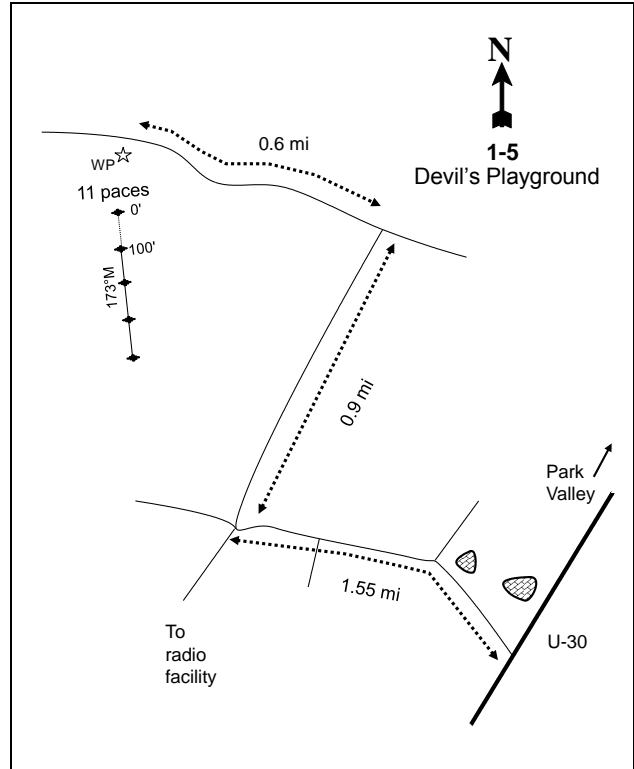 N
1-5
Devil's Playground
0.6 mi
WP
11 paces
0'
100'
173°M
0.9 mi
Park
Valley
1.55 mi
U-30
To
radio
facility